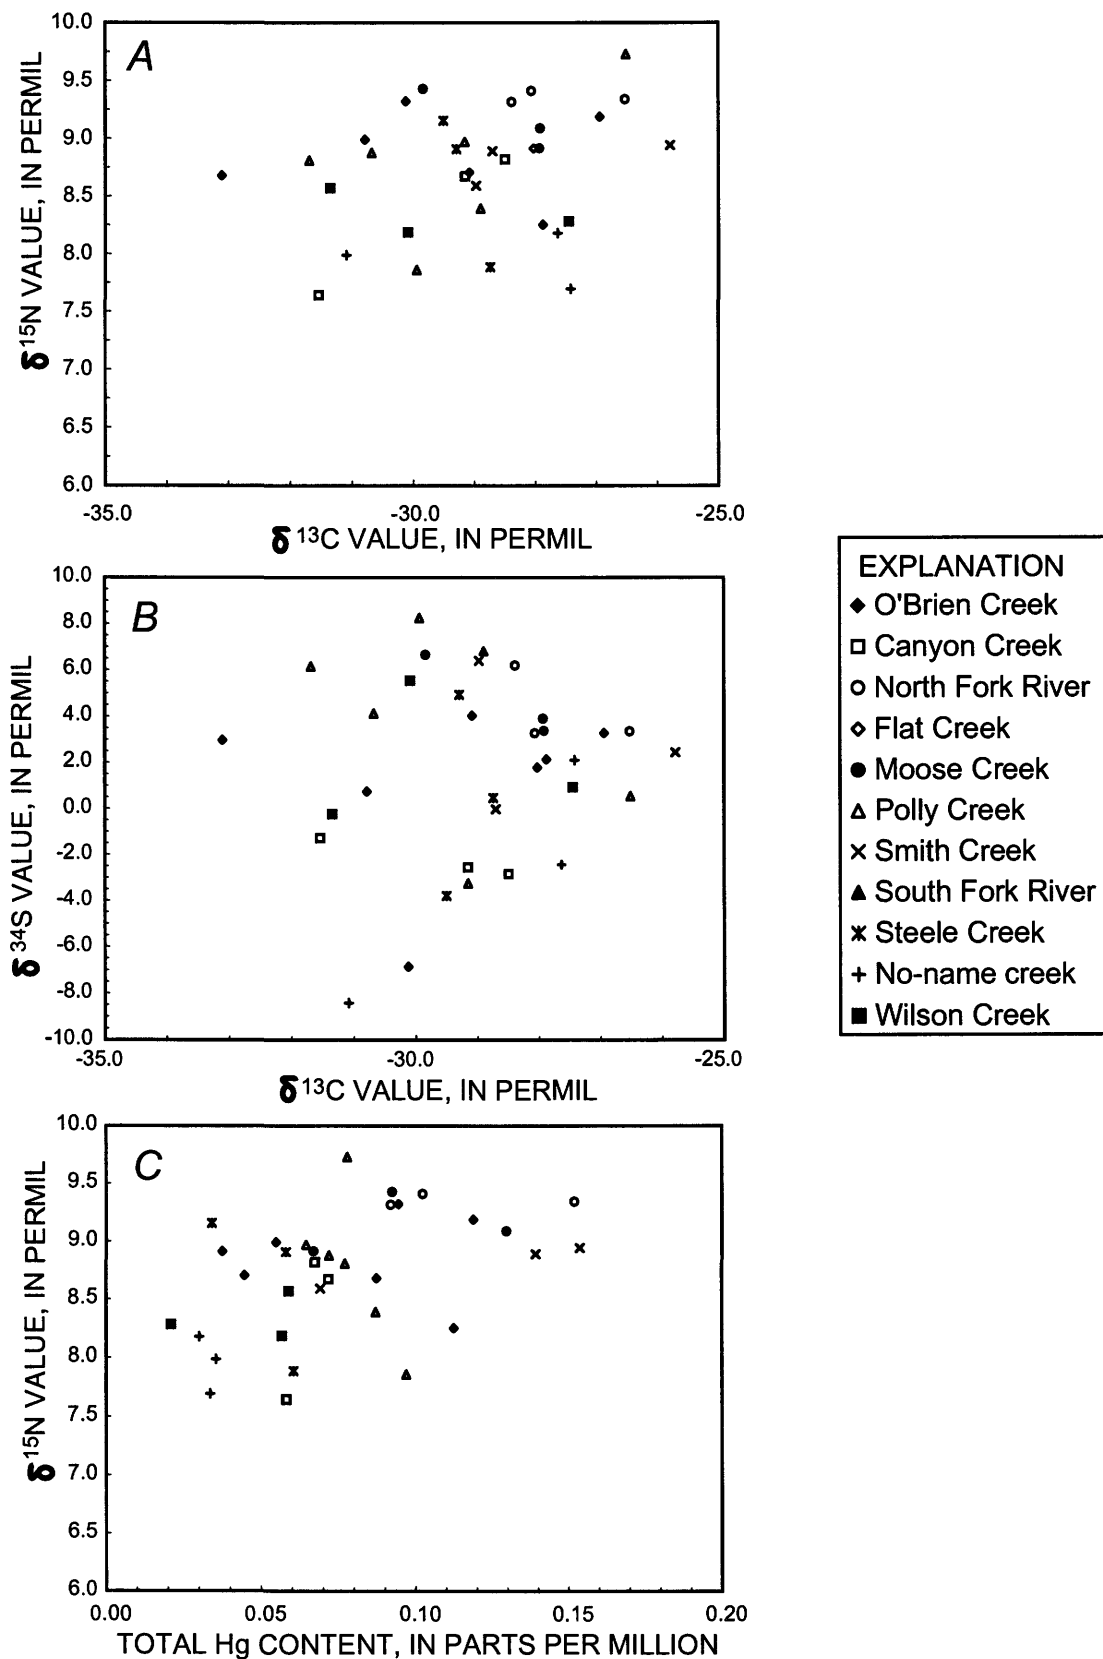 10.0
A
9.5
9.0
8.5
8.0
7.5
7.0
6.5
6.0
δ15N VALUE, IN PERMIL
-35.0 -30.0 -25.0
δ 13C VALUE, IN PERMIL
10.0
B
8.0
6.0
4.0
2.0
0.0
-2.0
-4.0
-6.0
-8.0
-10.0
δ34S VALUE, IN PERMIL
-35.0 -30.0 -25.0
δ13C VALUE, IN PERMIL
EXPLANATION
O'Brien Creek
Canyon Creek
North Fork River
Flat Creek
Moose Creek
Polly Creek
Smith Creek
South Fork River
Steele Creek
No-name creek
Wilson Creek
10.0
C
9.5
9.0
8.5
8.0
7.5
7.0
6.5
6.0
δ15N VALUE, IN PERMIL
0.00 0.05 0.10 0.15 0.20
TOTAL Hg CONTENT, IN PARTS PER MILLION